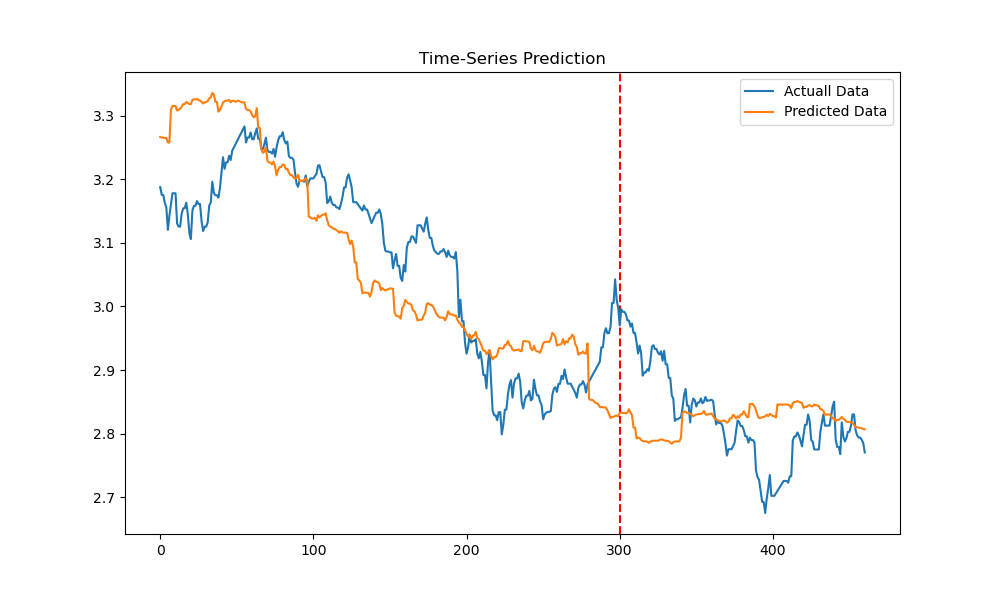 Time-Series Prediction
Actuall Data
Predicted Data
3.3
3.2
3.1
3.0
2.9
2.8
2.7
0 100 200 300 400